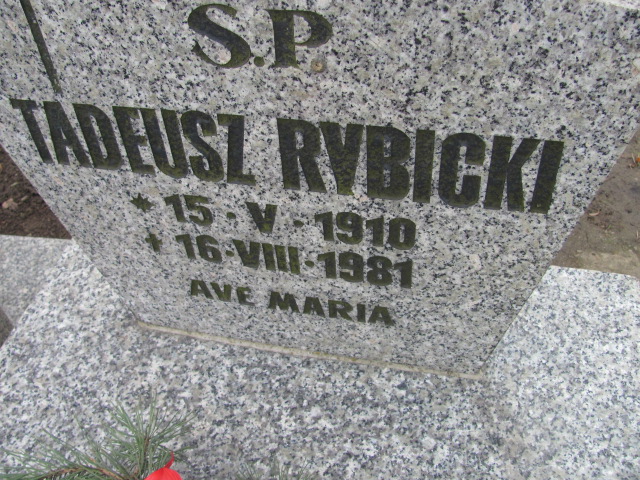 S.P.
TADEUSZ RYBICKI
* 15 · V · 1910
+ 16 · VIII · 1981
AVE MARIA